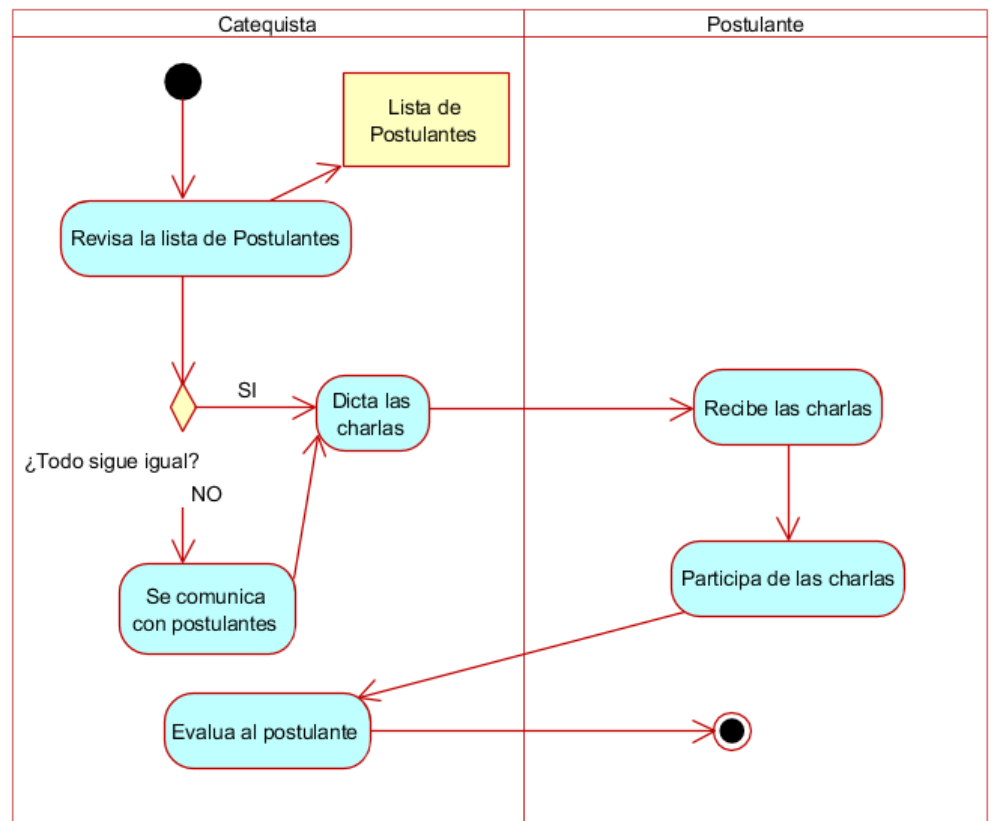 Catequista
Postulante
Lista de
Postulantes
Revisa la lista de Postulantes
SI
Dicta las
charlas
Recibe las charlas
¿Todo sigue igual?
NO
Se comunica
con postulantes
Participa de las charlas
Evalua al postulante